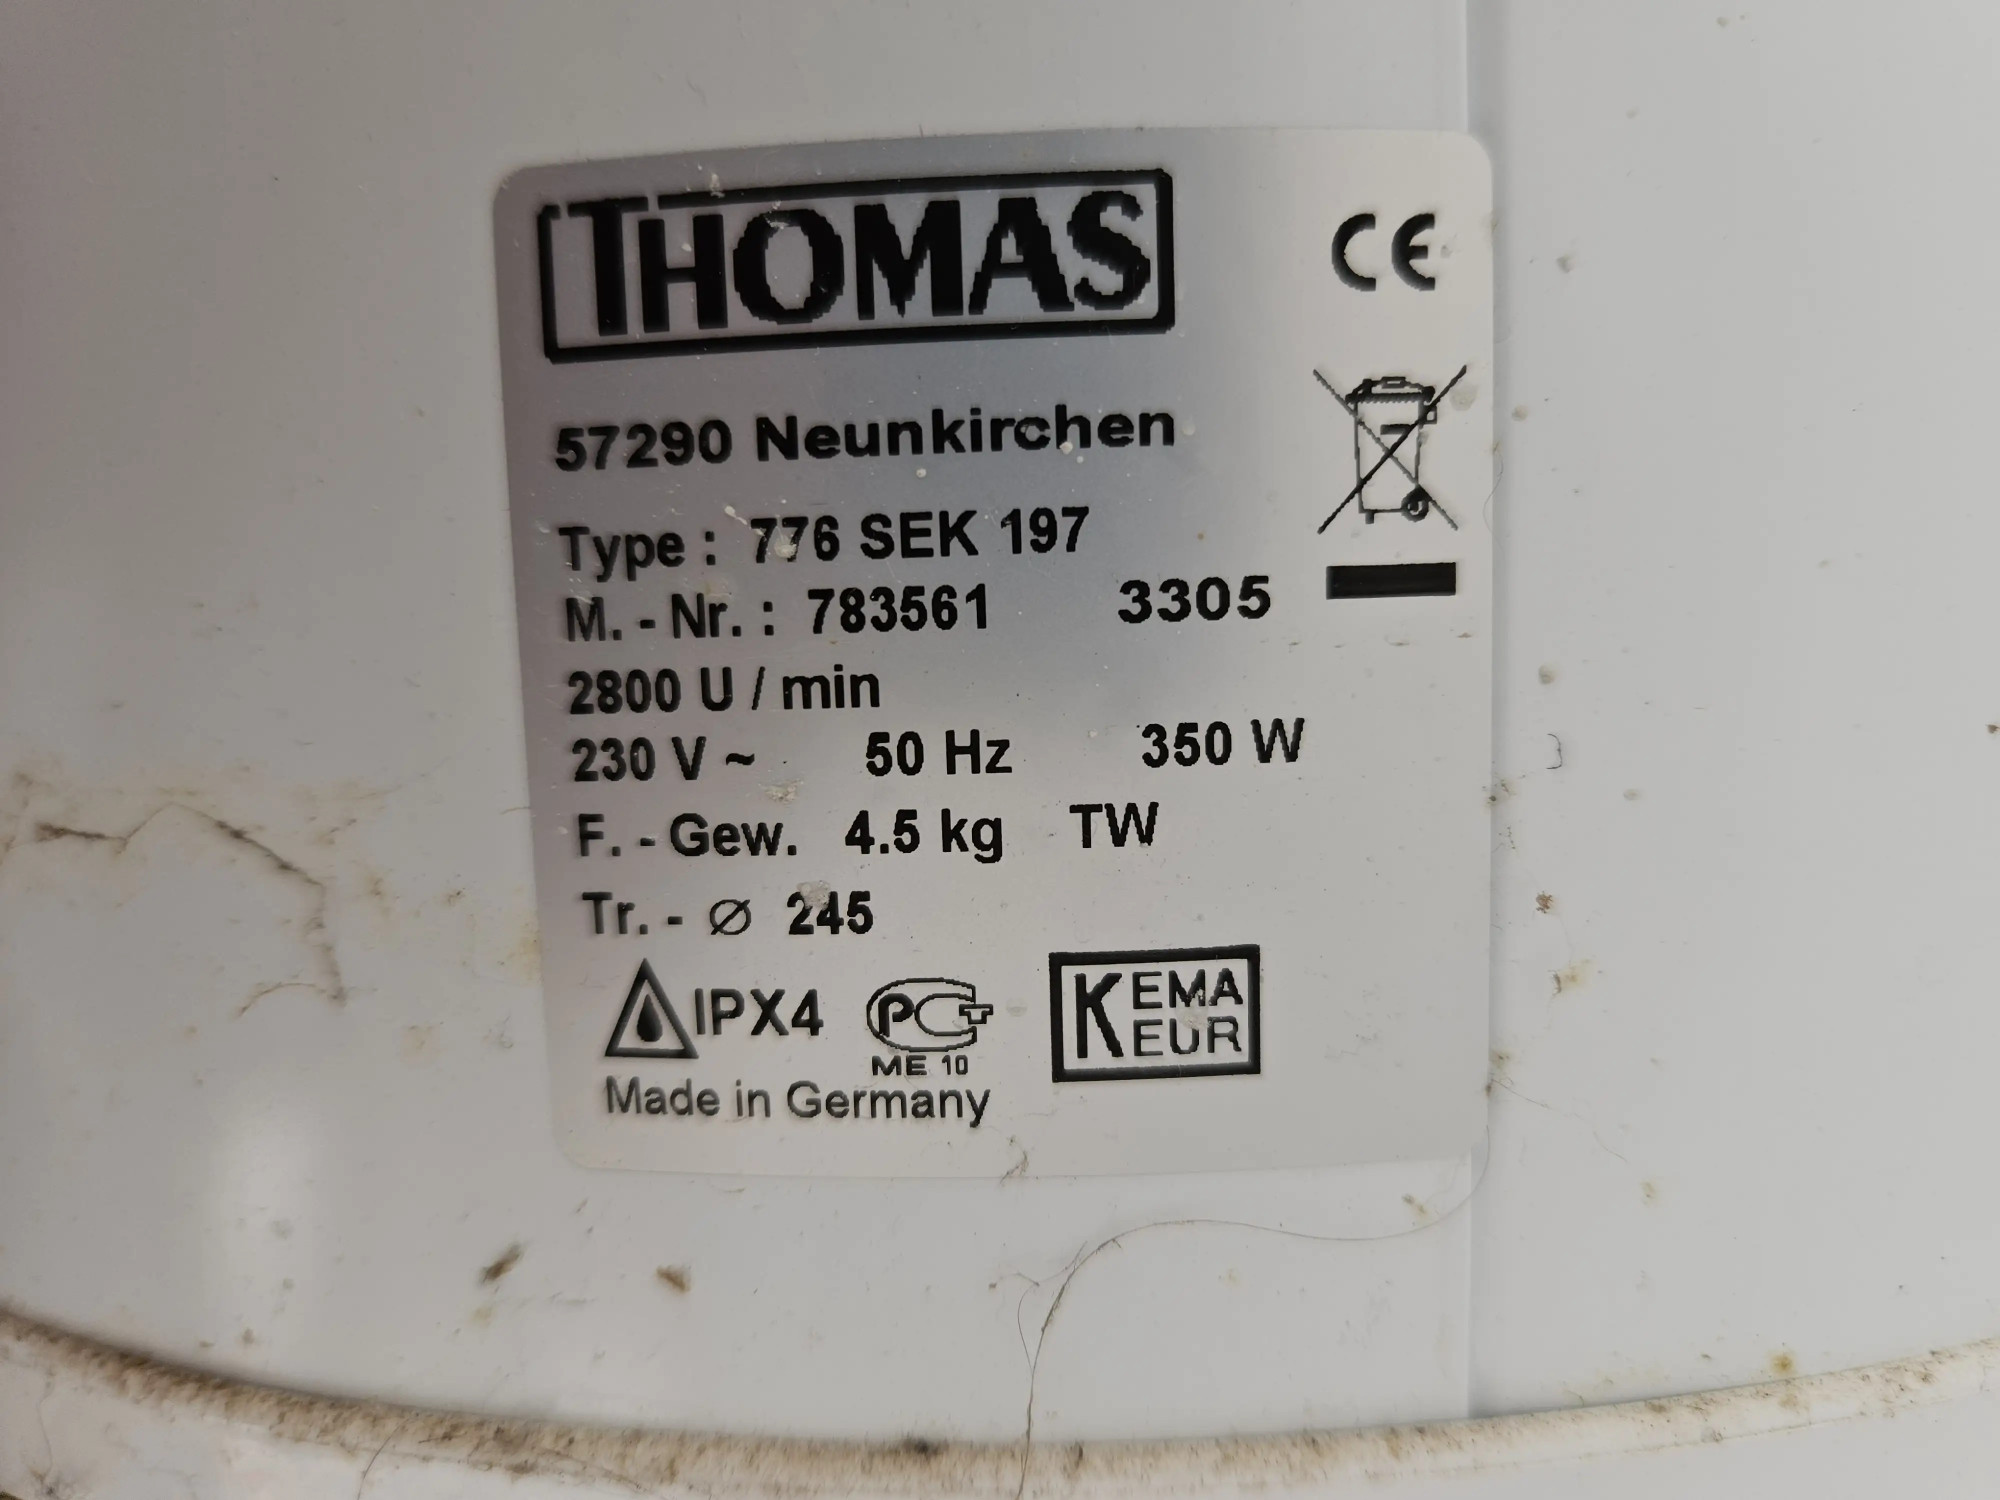 THOMAS
CE
57290 Neunkirchen
Type : 776 SEK 197
M. - Nr. : 783561 3305
2800 U / min
230 V ~ 50 Hz 350 W
F. - Gew. 4.5 kg TW
Tr. - ⌀ 245
IPX4
PCT
ME 10
KEMA
EUR
Made in Germany